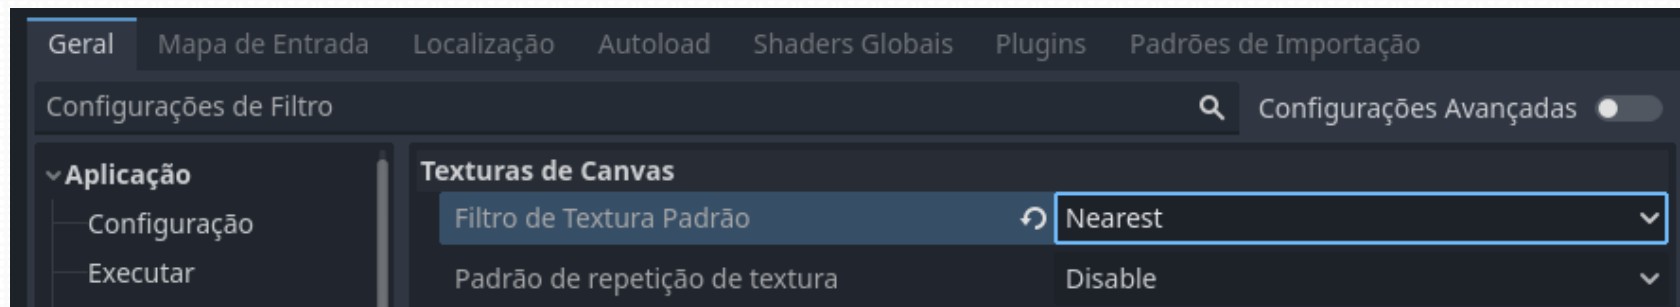 Geral Mapa de Entrada Localização Autoload Shaders Globais Plugins Padrões de Importação
Configurações de Filtro Configurações Avançadas
Aplicação
Configuração
Executar
Texturas de Canvas
Filtro de Textura Padrão Nearest
Padrão de repetição de textura Disable